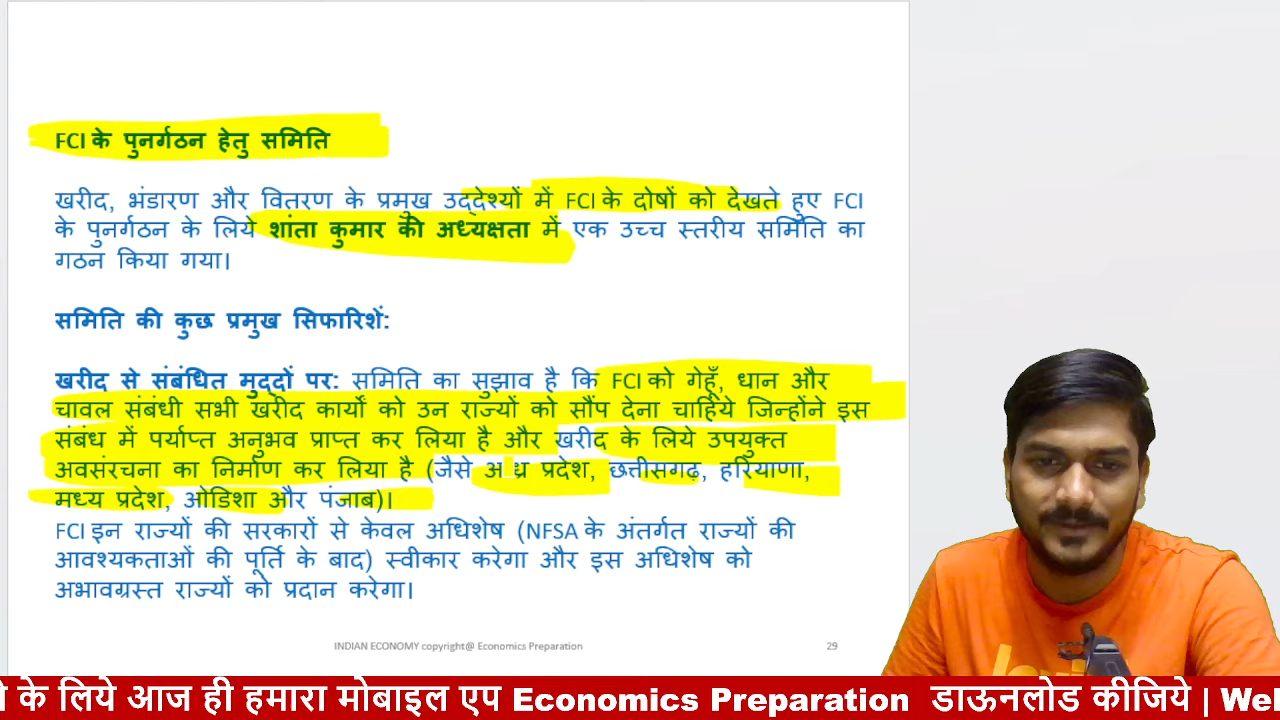 FCI के पुनर्गठन हेतु समिति
खरीद, भंडारण और वितरण के प्रमुख उद्देश्यों में FCI के दोषों को देखते हुए FCI
के पुनर्गठन के लिये शांता कुमार की अध्यक्षता में एक उच्च स्तरीय समिति का
गठन किया गया।
समिति की कुछ प्रमुख सिफारिशें:
खरीद से संबंधित मुद्दों पर: समिति का सुझाव है कि FCI को गेहूँ, धान और
चावल संबंधी सभी खरीद कार्यों को उन राज्यों को सौंप देना चाहिये जिन्होंने इस
संबंध में पर्याप्त अनुभव प्राप्त कर लिया है और खरीद के लिये उपयुक्त
अवसंरचना का निर्माण कर लिया है (जैसे प्रदेश, छत्तीसगढ़, हरियाणा,
मध्य प्रदेश, ओडिशा और पंजाब)।
FCI इन राज्यों की सरकारों से केवल अधिशेष (NFSA के अंतर्गत राज्यों की
आवश्यकताओं की पूर्ति के बाद) स्वीकार करेगा और इस अधिशेष को
अभावग्रस्त राज्यों को प्रदान करेगा।
INDIAN ECONOMY copyright@ Economics Preparation 29
के लिये आज ही हमारा मोबाइल एप Economics Preparation डाऊनलोड कीजिये | Wel